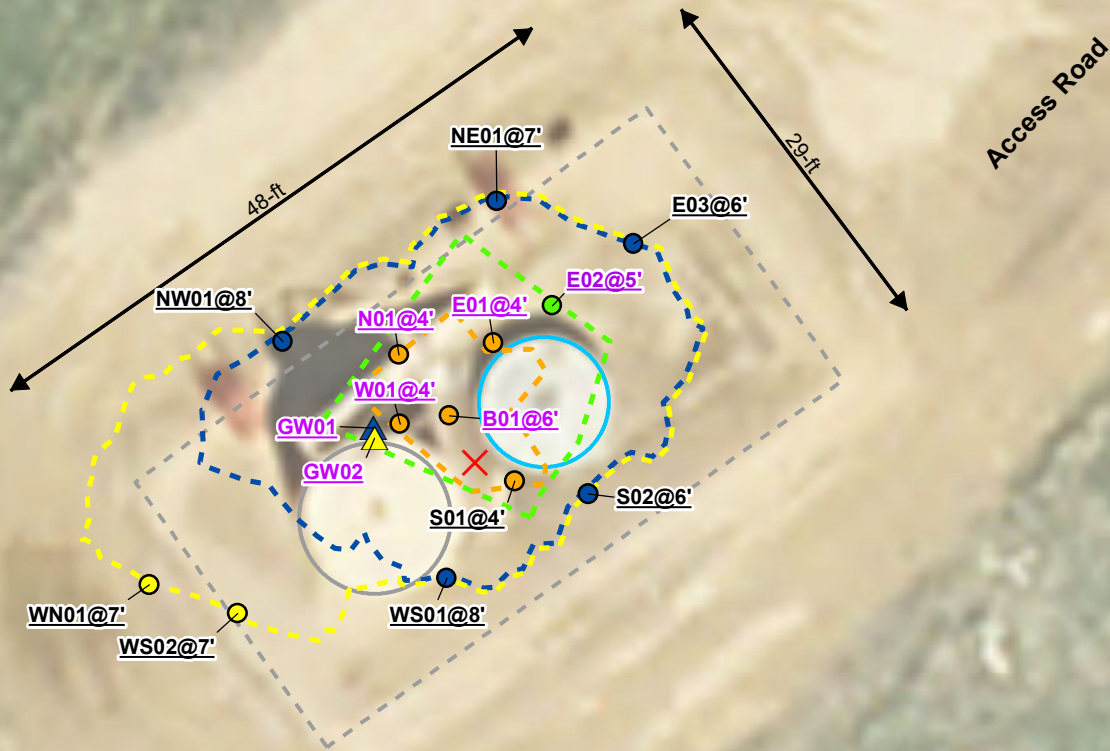 Access Road
NE01@7'
29-ft
48-ft
E03@6'
E02@5'
NW01@8'
E01@4'
N01@4'
W01@4'
B01@6'
GW01
GW02
S02@6'
S01@4'
WN01@7'
WS01@8'
WS02@7'